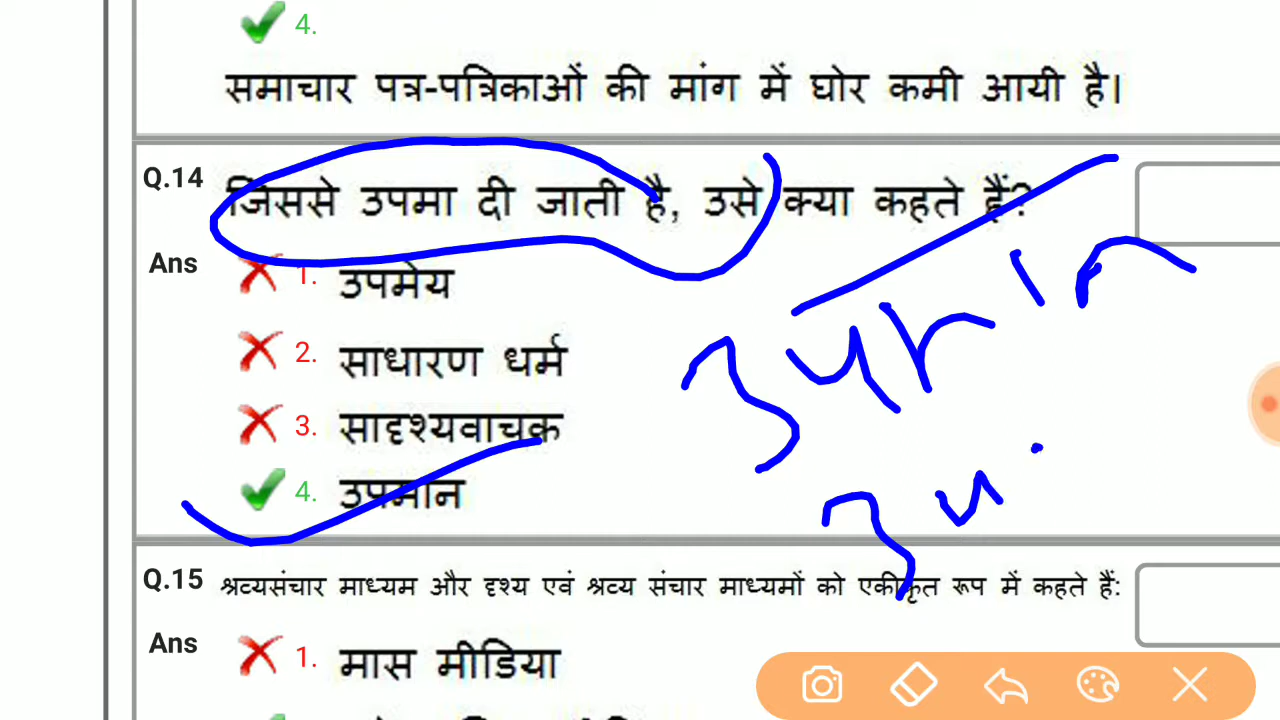 4.
समाचार पत्र-पत्रिकाओं की मांग में घोर कमी आयी है।
Q.14 जिससे उपमा दी जाती है, उसे क्या कहते हैं?
Ans
1. उपमेय
2. साधारण धर्म
3. सादृश्यवाचक
4. उपमान
Q.15 श्रव्यसंचार माध्यम और दृश्य एवं श्रव्य संचार माध्यमों को एकीकृत रूप में कहते हैं:
Ans
1. मास मीडिया